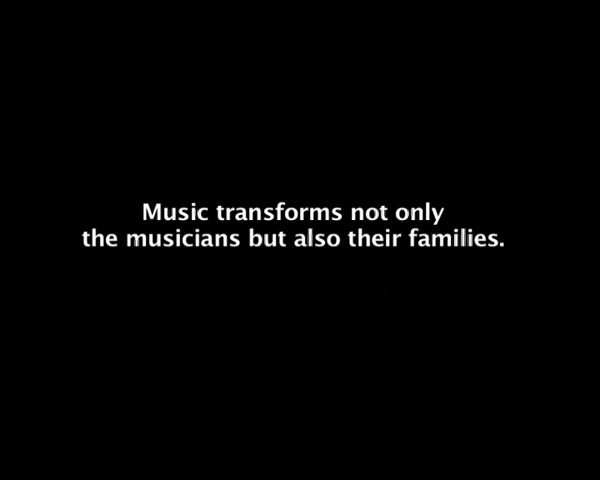 Music transforms not only
the musicians but also their families.